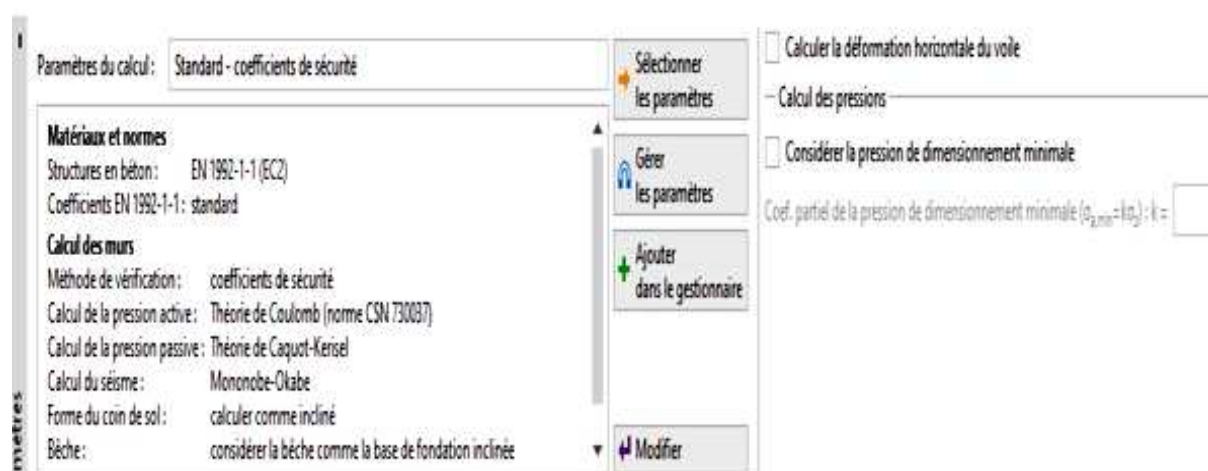 Paramètres du calcul : Standard - coefficients de sécurité
Matériaux et normes
Structures en béton : EN 1992-1-1 (EC2)
Coefficients EN 1992-1-1 : standard
Calcul des murs
Méthode de vérification : coefficients de sécurité
Calcul de la pression active : Théorie de Coulomb (norme CSN 730037)
Calcul de la pression passive : Théorie de Caquot-Kerisel
Calcul du séisme : Mononobe-Okabe
Forme du coin de sol : calculer comme incliné
Bêche : considérer la bêche comme la base de fondation inclinée
Sélectionner
les paramètres
Gérer
les paramètres
Ajouter
dans le gestionnaire
Modifier
Calculer la déformation horizontale du voile
Calcul des pressions
Considérer la pression de dimensionnement minimale
Coef. partiel de la pression de dimensionnement minimale (σa,min=kσz) : k =
mètres